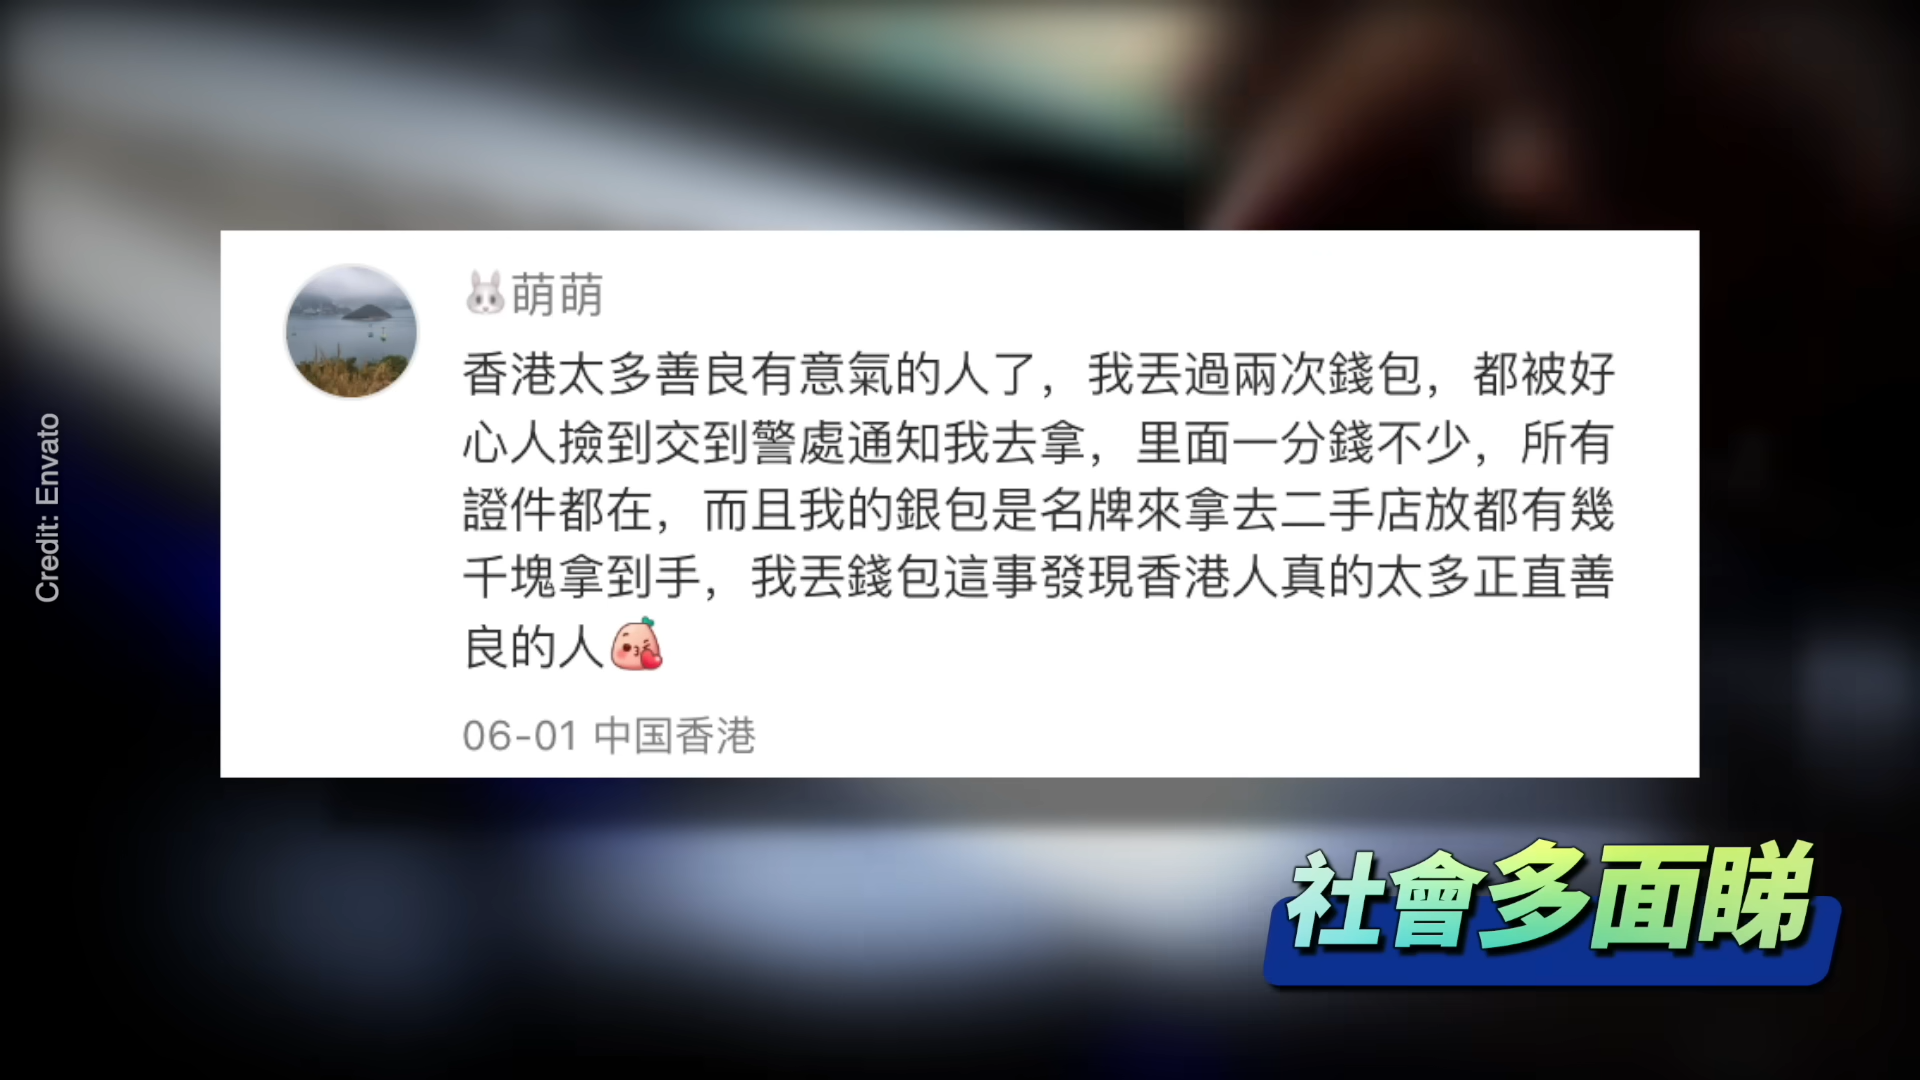 Credit: Envato
🐰萌萌
香港太多善良有意氣的人了，我丟過兩次錢包，都被好
心人撿到交到警處通知我去拿，里面一分錢不少，所有
證件都在，而且我的銀包是名牌來拿去二手店放都有幾
千塊拿到手，我丟錢包這事發現香港人真的太多正直善
良的人
06-01 中国香港
社會多面睇